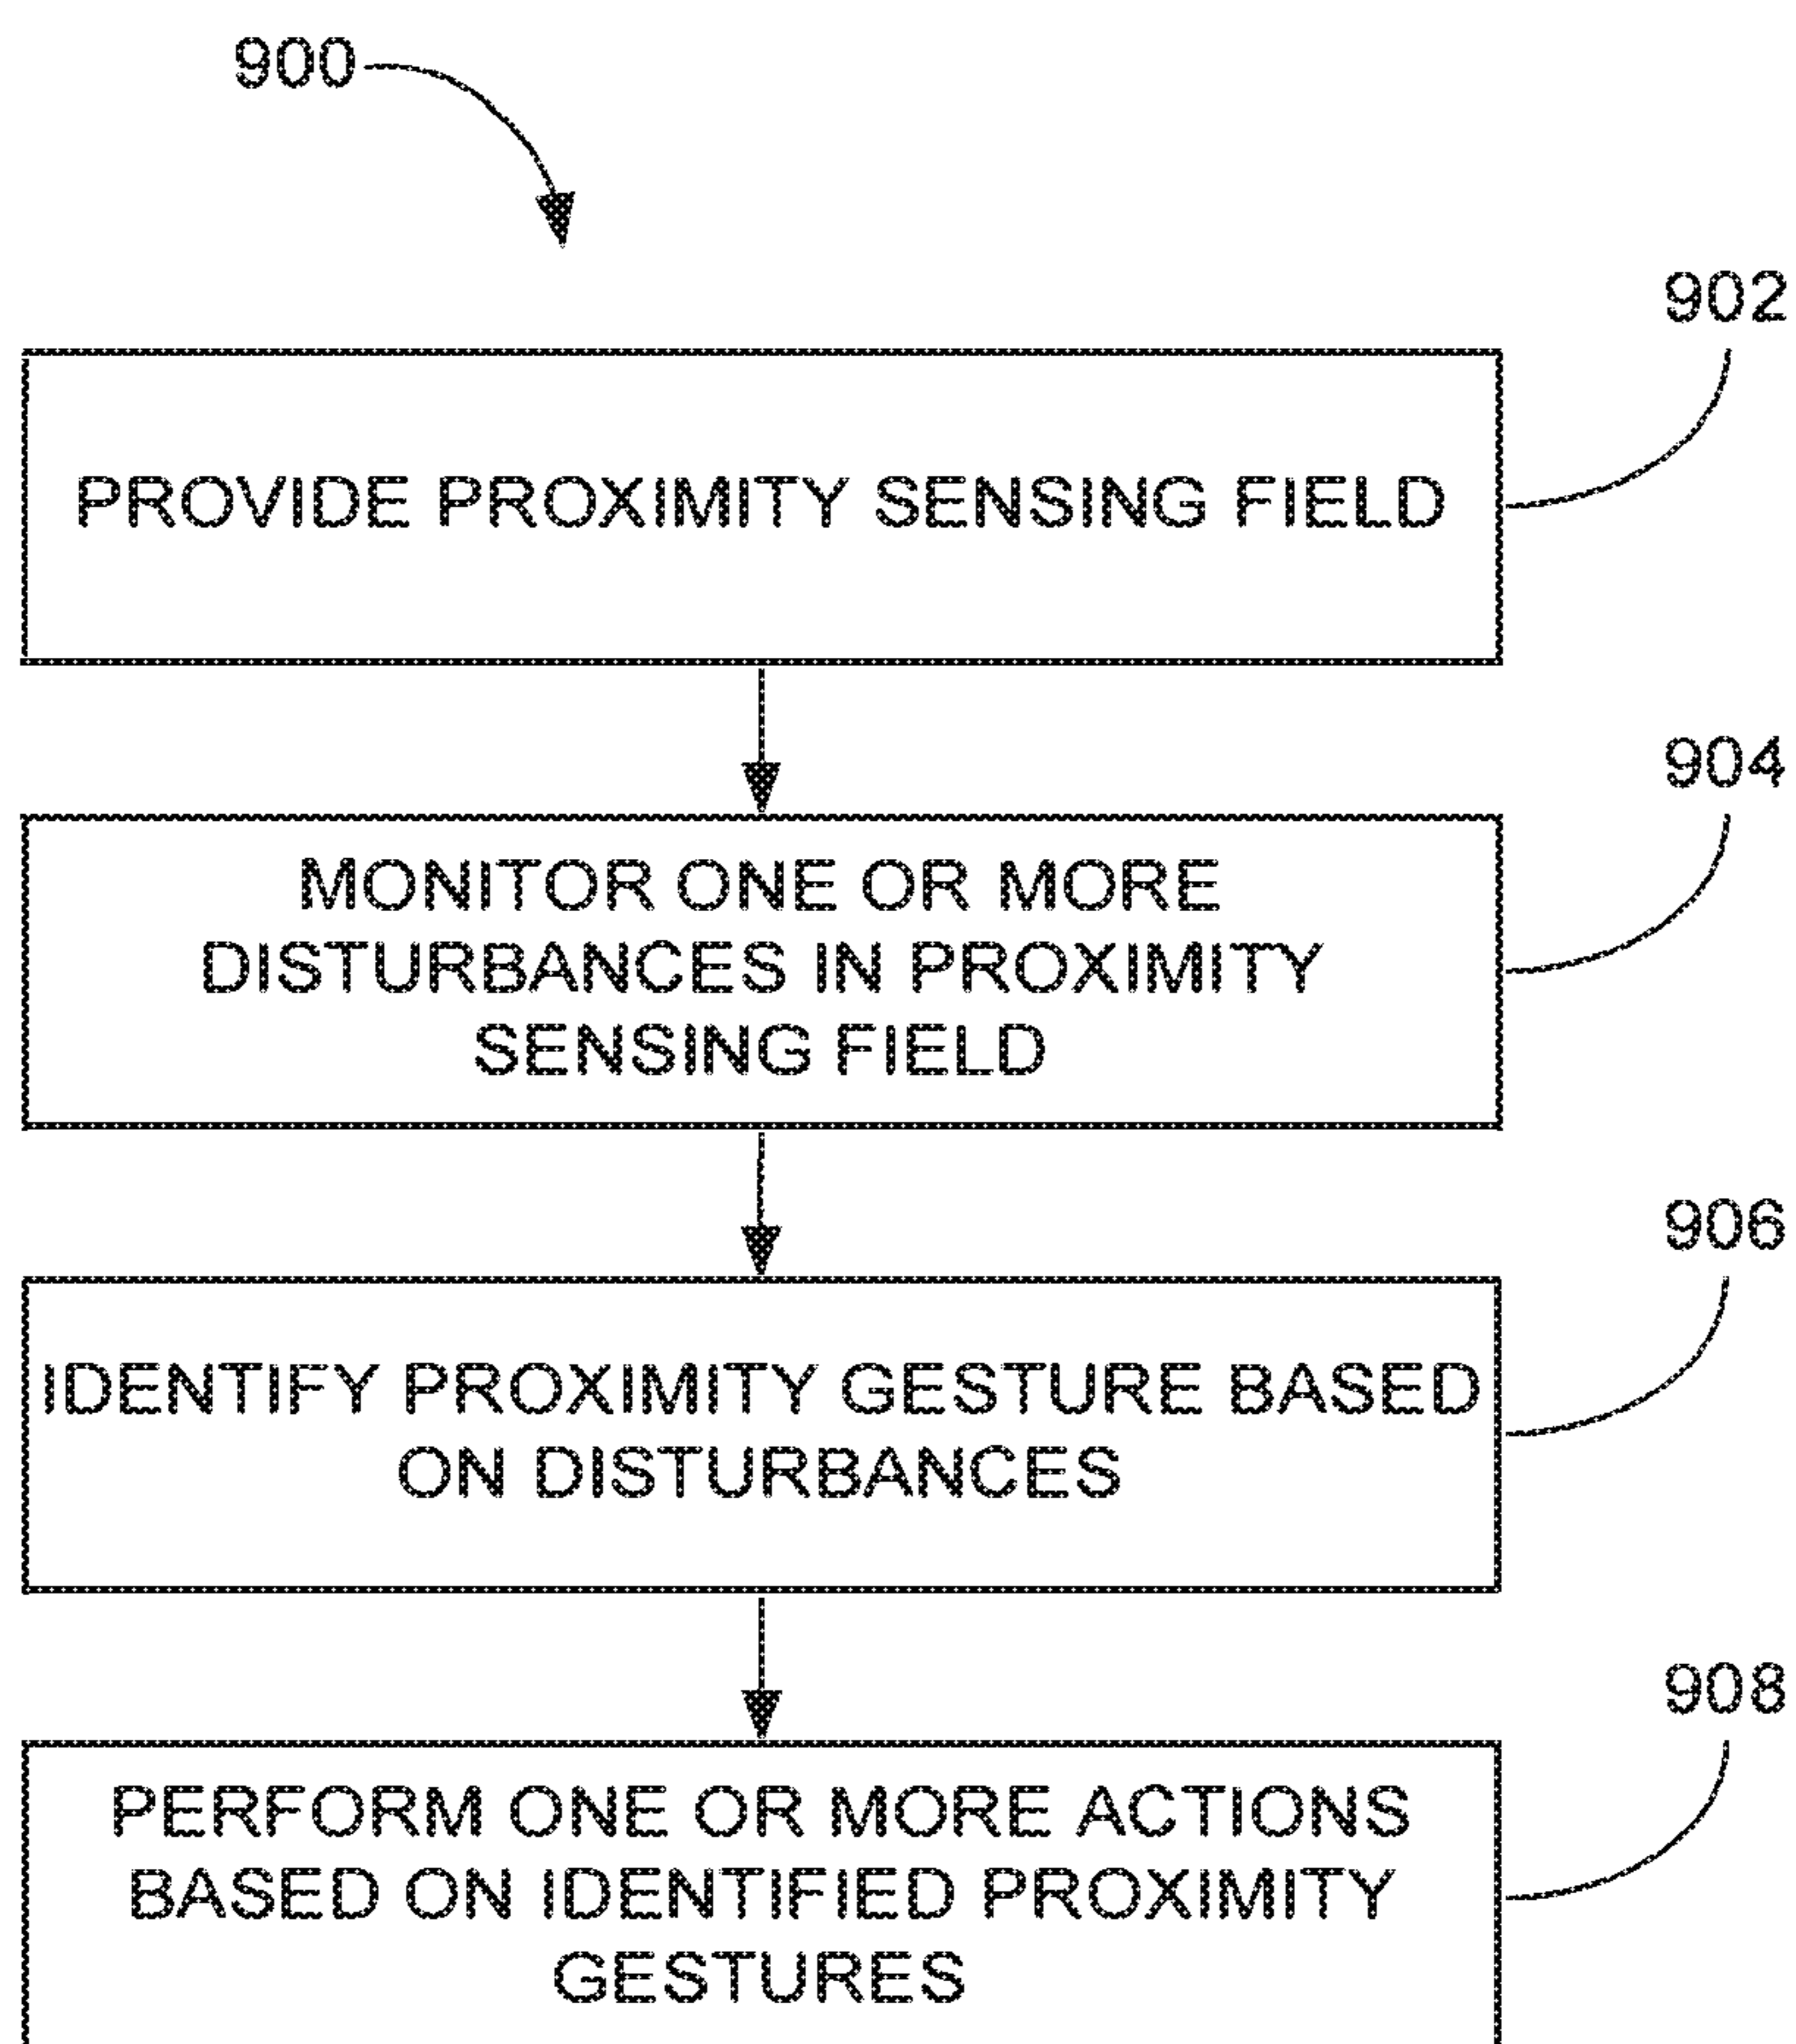 900
902
PROVIDE PROXIMITY SENSING FIELD
904
MONITOR ONE OR MORE
DISTURBANCES IN PROXIMITY
SENSING FIELD
906
IDENTIFY PROXIMITY GESTURE BASED
ON DISTURBANCES
908
PERFORM ONE OR MORE ACTIONS
BASED ON IDENTIFIED PROXIMITY
GESTURES